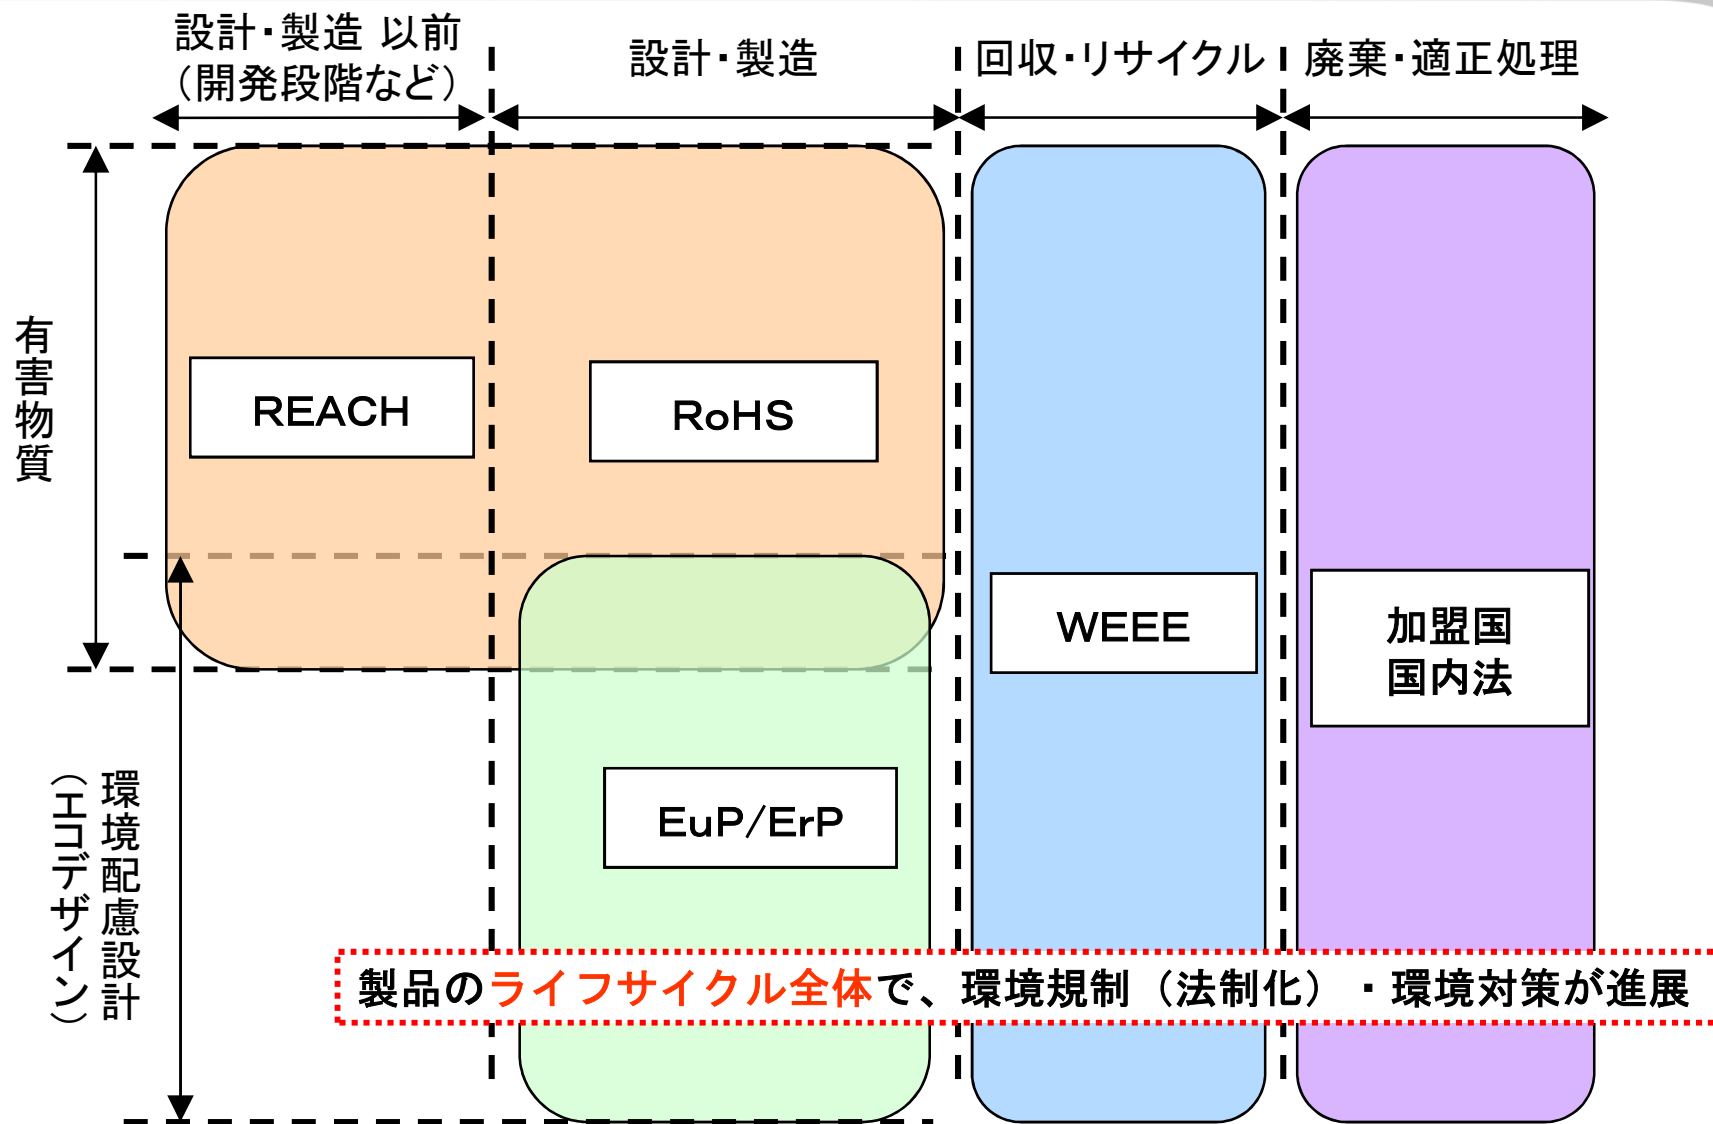 設計・製造 以前
（開発段階など）
設計・製造
回収・リサイクル
廃棄・適正処理
有害物質
REACH
RoHS
WEEE
加盟国
国内法
環境配慮設計
（エコデザイン）
EuP/ErP
製品のライフサイクル全体で、環境規制（法制化）・環境対策が進展